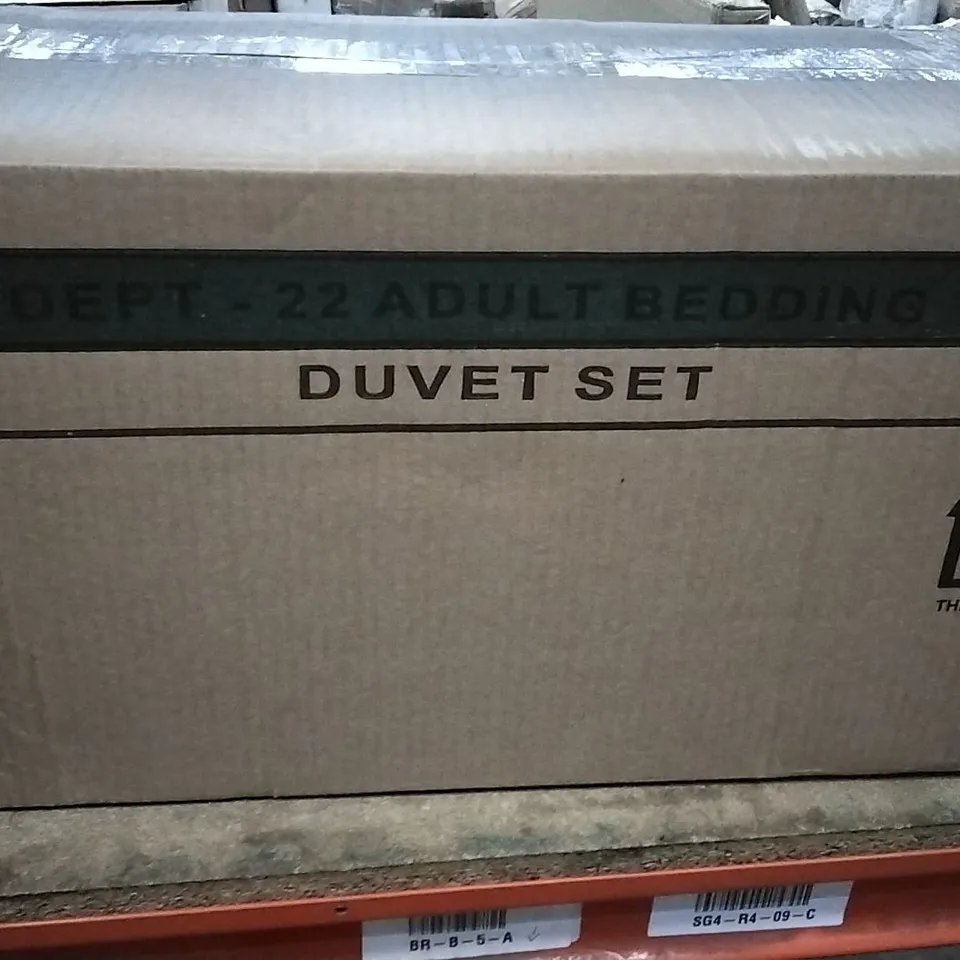 DEPT - 22 ADULT BEDDING
DUVET SET
BR-B-5-A
SG4-R4-09-C